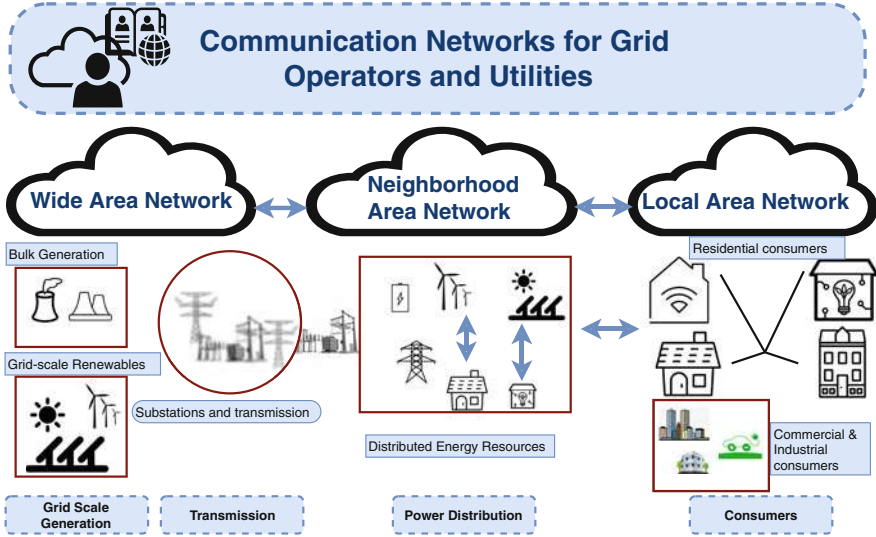 Communication Networks for Grid
Operators and Utilities
Wide Area Network
Neighborhood
Area Network
Local Area Network
Bulk Generation
Residential consumers
Grid-scale Renewables
Substations and transmission
Distributed Energy Resources
Commercial &
Industrial
consumers
Grid Scale
Generation
Transmission
Power Distribution
Consumers